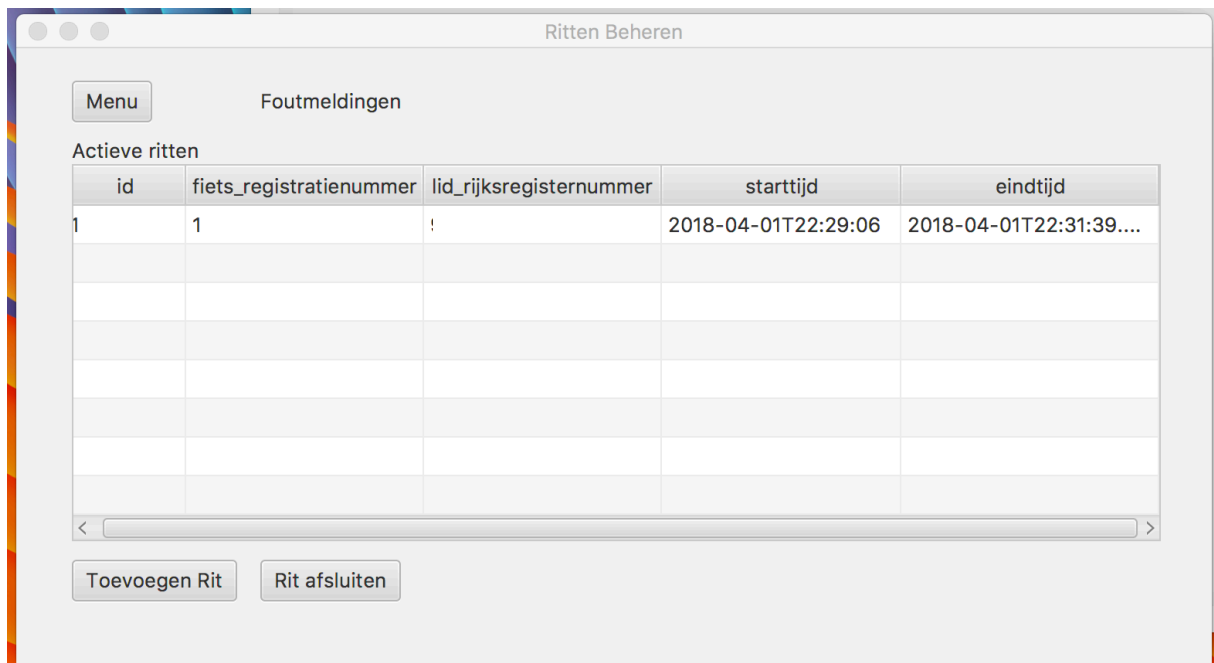 Ritten Beheren
Menu Foutmeldingen
Actieve ritten
id fiets_registratienummer lid_rijksregisternummer starttijd eindtijd
1 1 2018-04-01T22:29:06 2018-04-01T22:31:39....
Toevoegen Rit Rit afsluiten